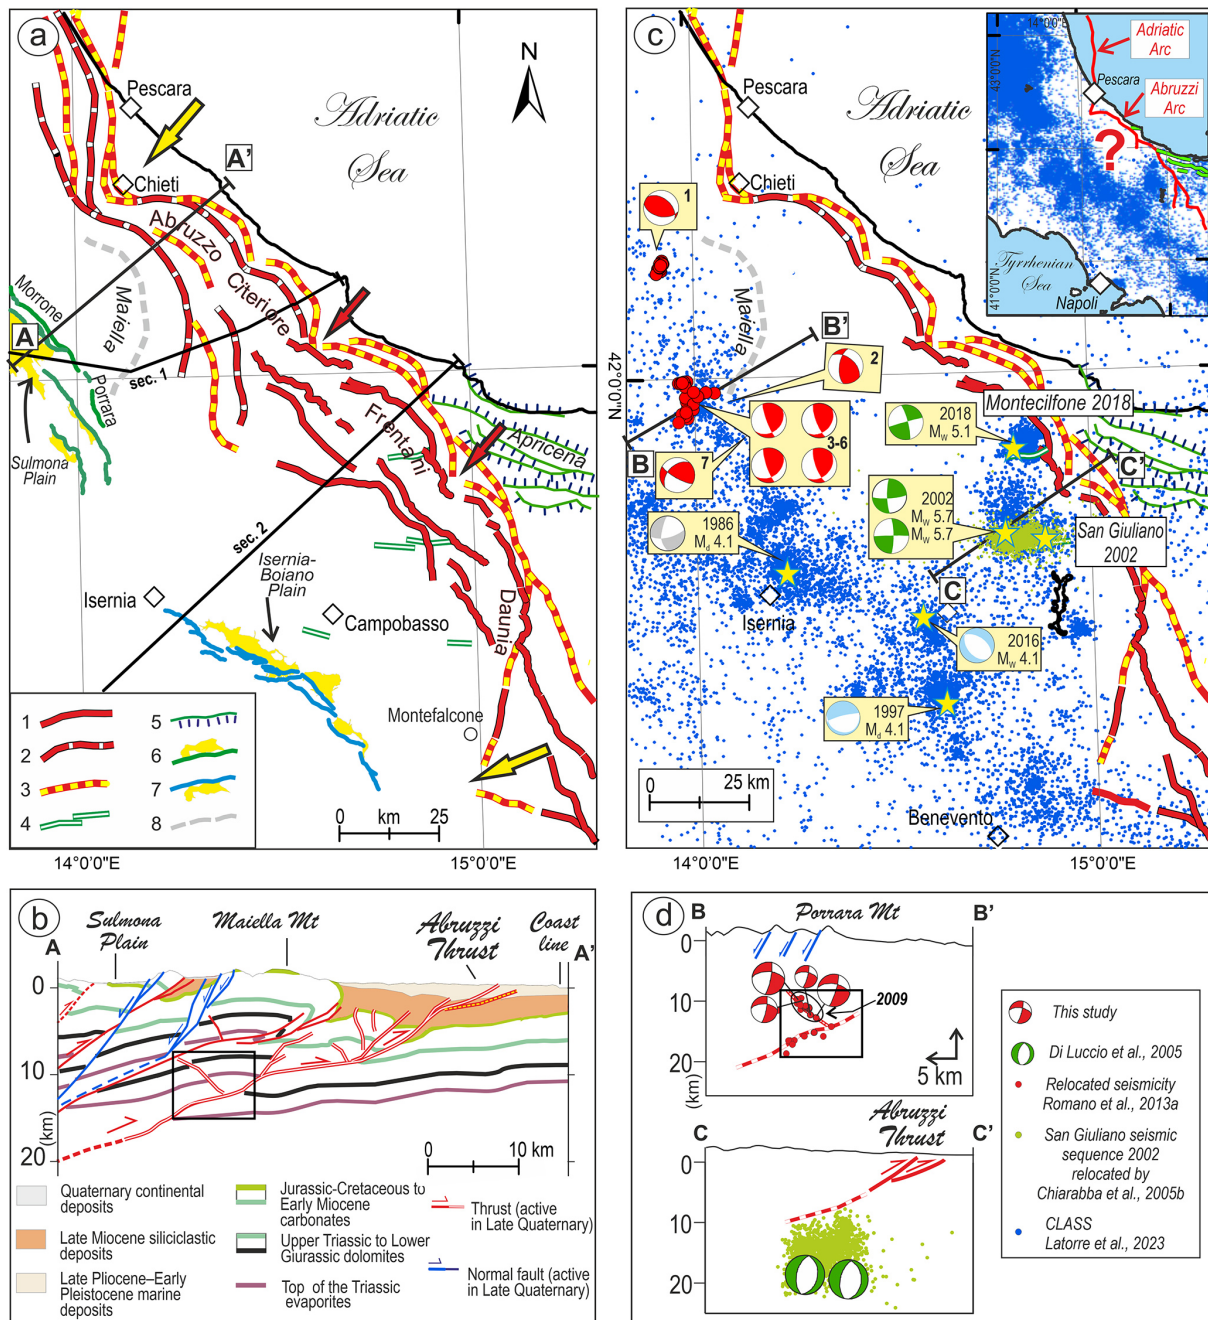 a
N
Pescara
Adriatic
Sea
A'
Chieti
Abruzzo
Citeriore
Morrone
Maiella
A
Porrara
sec. 1
Sulmona
Plain
Frentani
Apricena
sec. 2
Isernia-
Boiano
Plain
Isernia
Campobasso
Daunia
Montefalcone
1
2
3
4
5
6
7
8
0 km 25
14°0'0"E
15°0'0"E
c
14°0'0"E
Adriatic
Arc
43°0'0"N
Pescara
Abruzzi
Arc
?
Tyrrhenian
Sea
Napoli
41°0'0"N
Pescara
Adriatic
Sea
Chieti
1
Maiella
B'
2
42°0'0"N
Montecilfone 2018
2018
Mw 5.1
3-6
B
7
C'
2002
Mw 5.7
Mw 5.7
1986
Md 4.1
San Giuliano
2002
C
Isernia
2016
Mw 4.1
1997
Md 4.1
0 25 km
Benevento
14°0'0"E
15°0'0"E
b
Sulmona
Plain
Maiella Mt
Abruzzi
Thrust
Coast
line
A
A'
0
10
(km)
20
0 10 km
Quaternary continental
deposits
Late Miocene siliciclastic
deposits
Late Pliocene–Early
Pleistocene marine
deposits
Jurassic-Cretaceous to
Early Miocene
carbonates
Upper Triassic to Lower
Giurassic dolomites
Top of the Triassic
evaporites
Thrust (active
in Late Quaternary)
Normal fault (active
in Late Quaternary)
d
B
Porrara Mt
B'
0
10
20
(km)
2009
5 km
C
Abruzzi
Thrust
C'
0
10
20
(km)
This study
Di Luccio et al., 2005
Relocated seismicity
Romano et al., 2013a
San Giuliano seismic
sequence 2002
relocated by
Chiarabba et al., 2005b
CLASS
Latorre et al., 2023